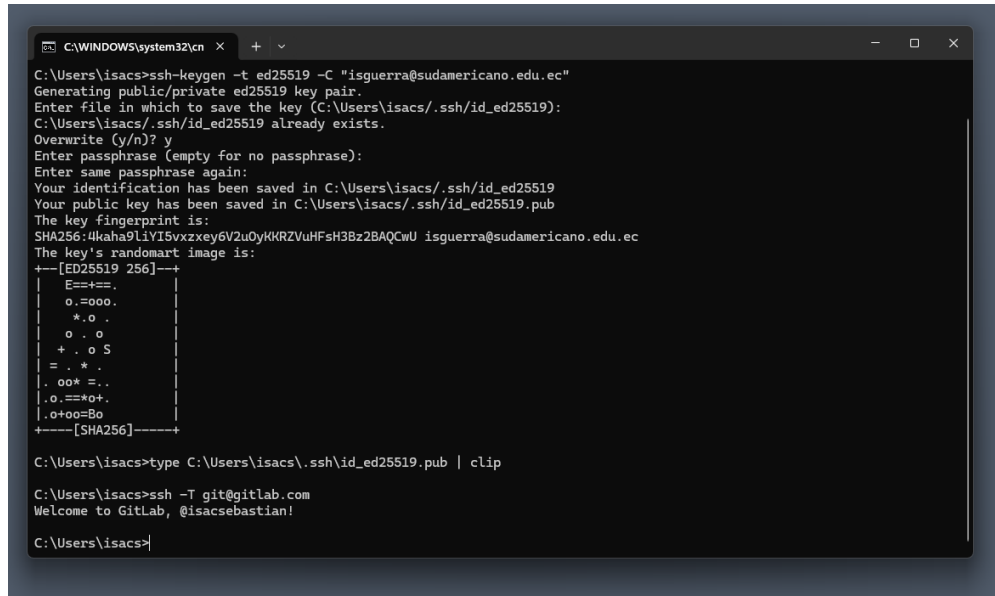 C:\WINDOWS\system32\cn
C:\Users\isacs>ssh-keygen -t ed25519 -C "isguerra@sudamericano.edu.ec"
Generating public/private ed25519 key pair.
Enter file in which to save the key (C:\Users\isacs/.ssh/id_ed25519):
C:\Users\isacs/.ssh/id_ed25519 already exists.
Overwrite (y/n)? y
Enter passphrase (empty for no passphrase):
Enter same passphrase again:
Your identification has been saved in C:\Users\isacs/.ssh/id_ed25519
Your public key has been saved in C:\Users\isacs/.ssh/id_ed25519.pub
The key fingerprint is:
SHA256:4kaha9liYI5vxzxey6V2uOyKKRZVuHFsH3Bz2BAQCwU isguerra@sudamericano.edu.ec
The key's randomart image is:
+--[ED25519 256]--+
|   E==+==.       |
|   o.=ooo.       |
|    *.o .        |
|   o . o         |
|  + . o S        |
| = . * .         |
|. oo* =..        |
|.o.==*o+.        |
|.o+oo=Bo         |
+----[SHA256]-----+
C:\Users\isacs>type C:\Users\isacs\.ssh\id_ed25519.pub | clip
C:\Users\isacs>ssh -T git@gitlab.com
Welcome to GitLab, @isacsebastian!
C:\Users\isacs>